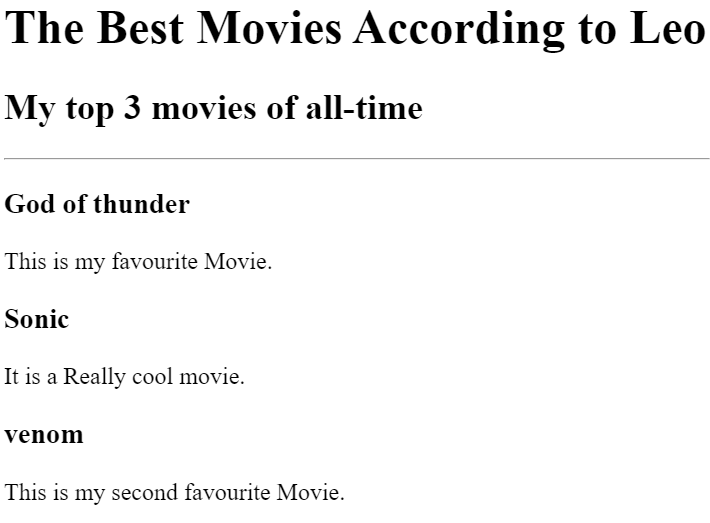 The Best Movies According to Leo
My top 3 movies of all-time
God of thunder
This is my favourite Movie.
Sonic
It is a Really cool movie.
venom
This is my second favourite Movie.